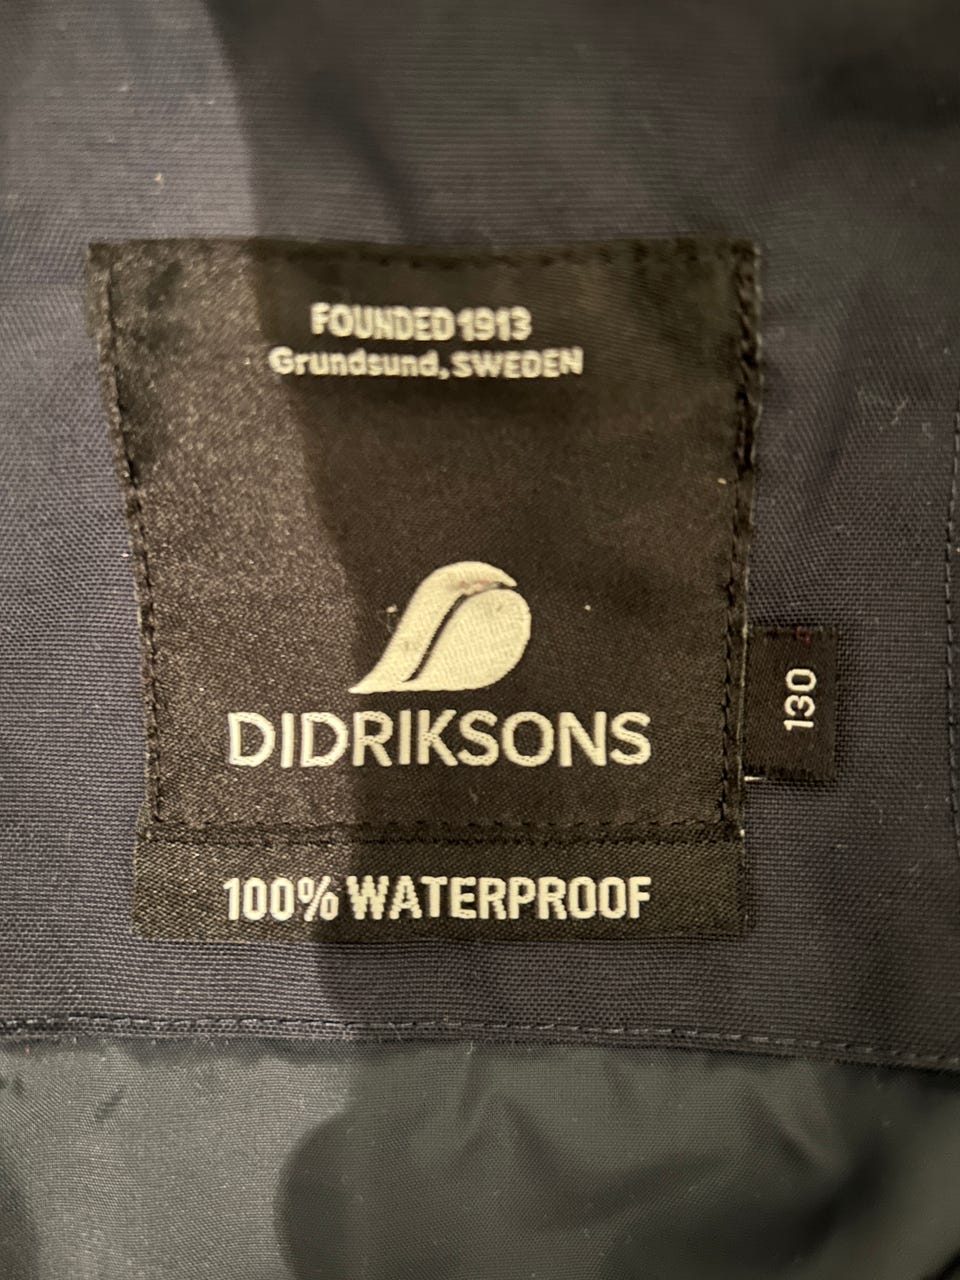 FOUNDED 1913
Grundsund, SWEDEN
DIDRIKSONS
130
100% WATERPROOF